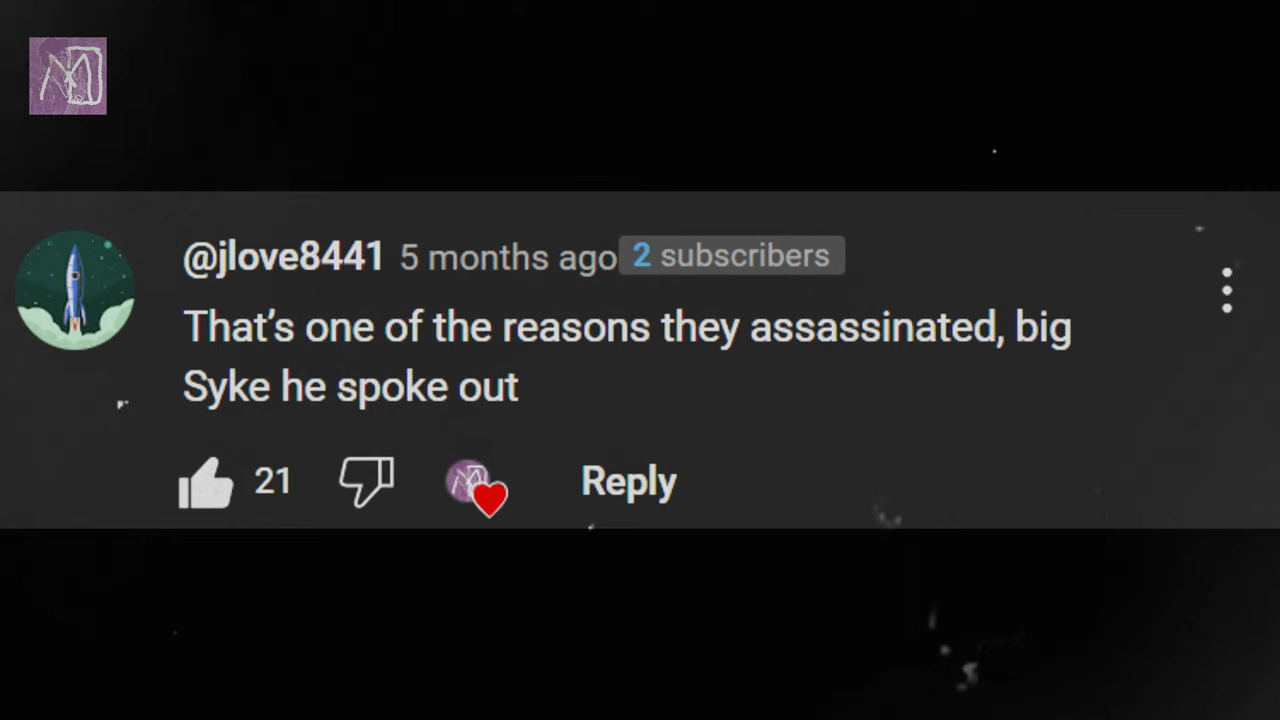 @jlove8441 5 months ago 2 subscribers
That's one of the reasons they assassinated, big
Syke he spoke out
21 Reply